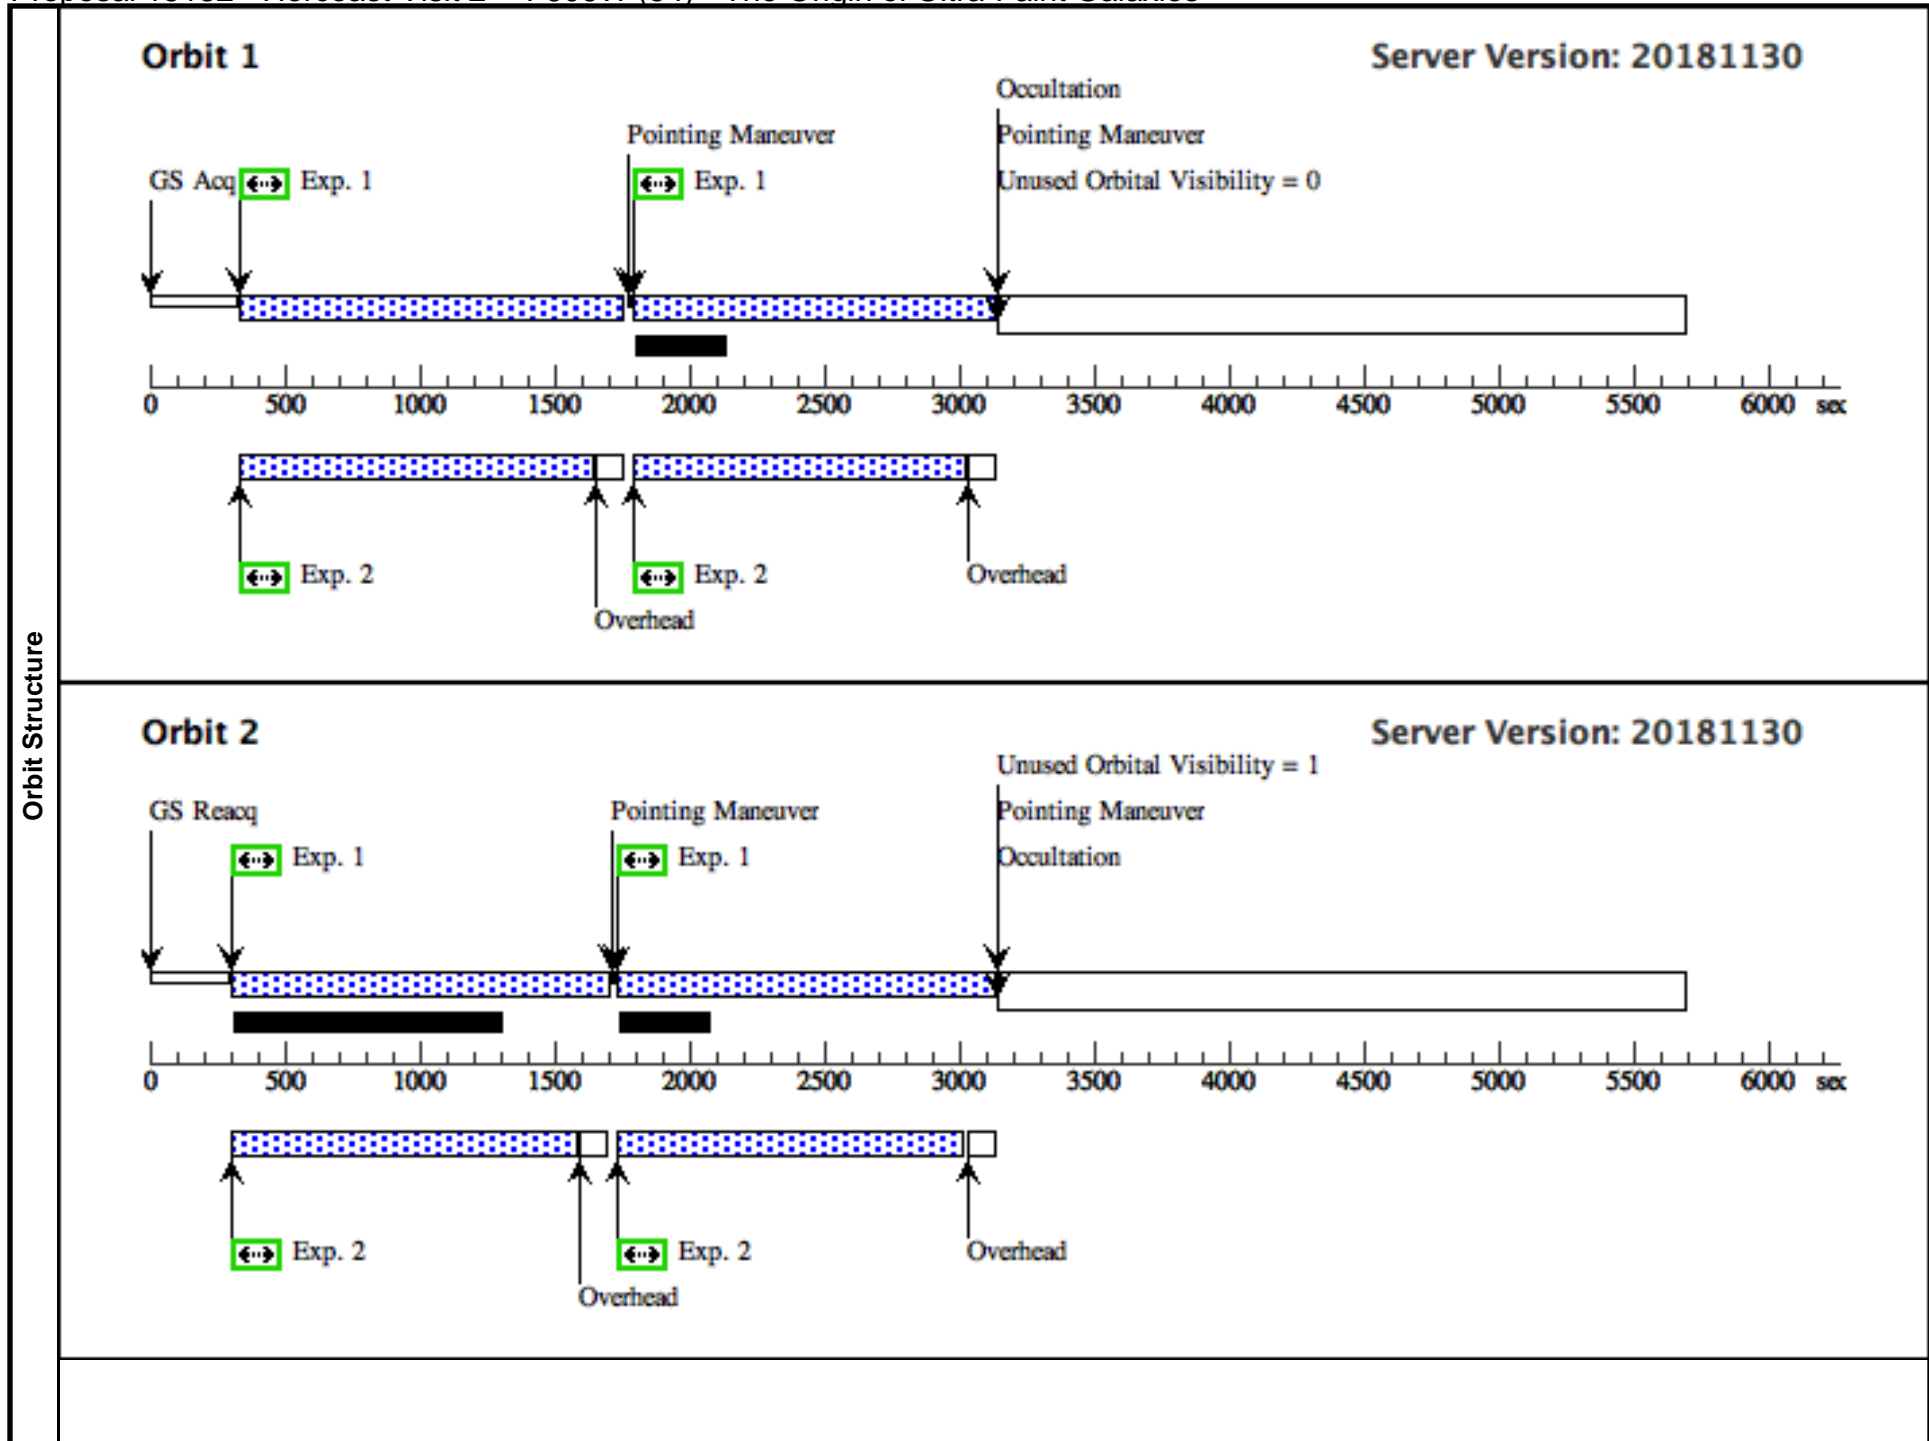 Orbit Structure
Orbit 1
Server Version: 20181130
Occultation
Pointing Maneuver
Pointing Maneuver
GS Acq
Exp. 1
Exp. 1
Unused Orbital Visibility = 0
0 500 1000 1500 2000 2500 3000 3500 4000 4500 5000 5500 6000 sec
Exp. 2
Exp. 2
Overhead
Overhead
Orbit 2
Server Version: 20181130
Unused Orbital Visibility = 1
GS Reacq
Pointing Maneuver
Pointing Maneuver
Exp. 1
Exp. 1
Occultation
0 500 1000 1500 2000 2500 3000 3500 4000 4500 5000 5500 6000 sec
Exp. 2
Exp. 2
Overhead
Overhead